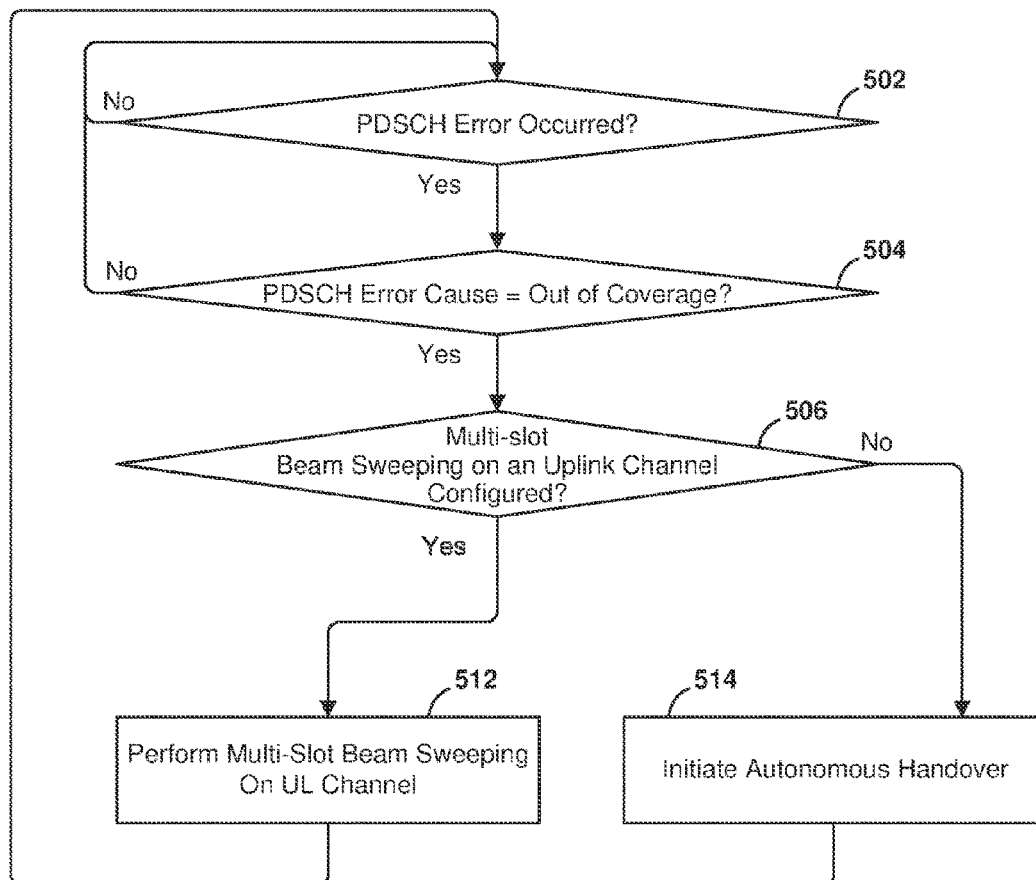 502
No
PDSCH Error Occurred?
Yes
504
No
PDSCH Error Cause = Out of Coverage?
Yes
506
Multi-slot
Beam Sweeping on an Uplink Channel
Configured?
No
Yes
512
514
Perform Multi-Slot Beam Sweeping
On UL Channel
Initiate Autonomous Handover